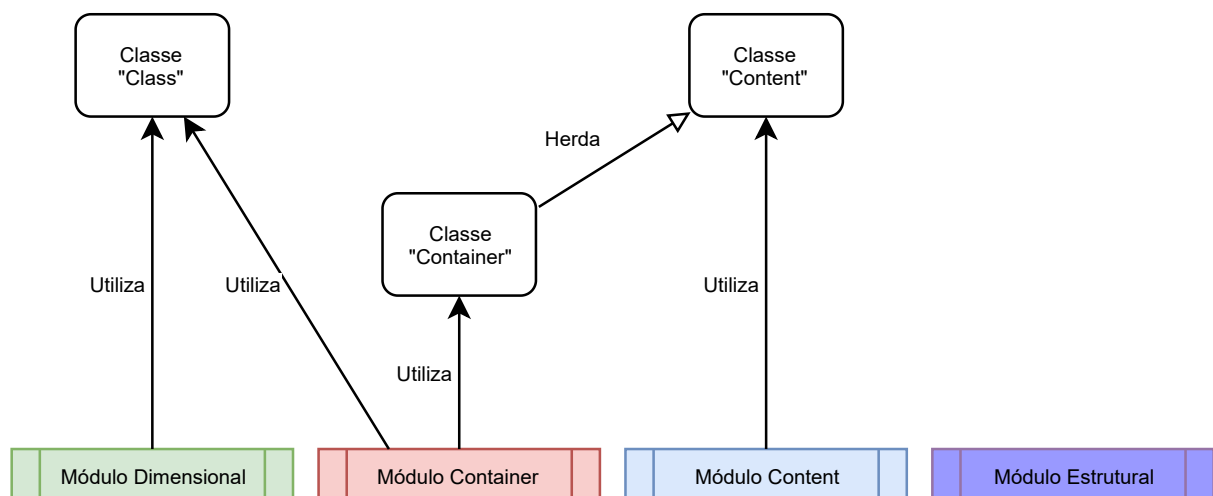 Classe
"Class"
Classe
"Content"
Herda
Classe
"Container"
Utiliza
Utiliza
Utiliza
Utiliza
Módulo Dimensional
Módulo Container
Módulo Content
Módulo Estrutural